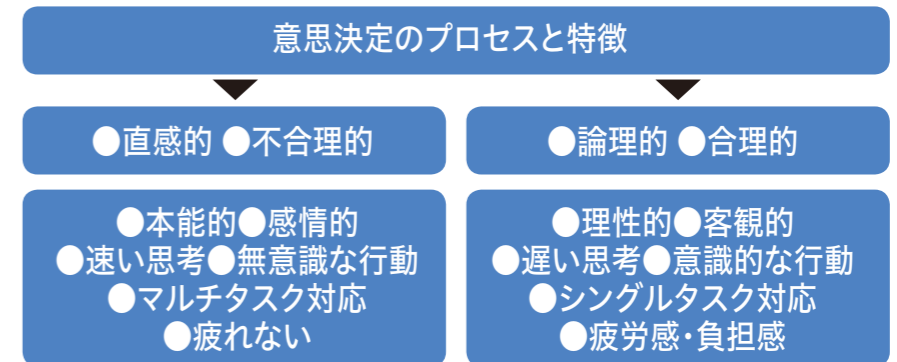 意思決定のプロセスと特徴
●直感的 ●不合理的
●論理的 ●合理的
●本能的●感情的
●速い思考●無意識な行動
●マルチタスク対応
●疲れない
●理性的●客観的
●遅い思考●意識的な行動
●シングルタスク対応
●疲労感・負担感